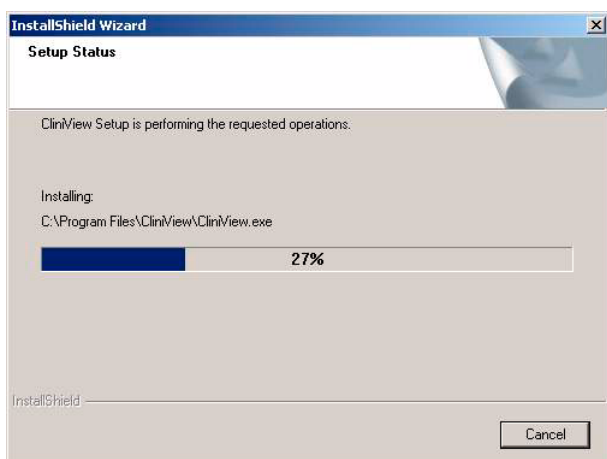 InstallShield Wizard
Setup Status
CliniView Setup is performing the requested operations.
Installing:
C:\Program Files\CliniView\CliniView.exe
27%
InstallShield
Cancel